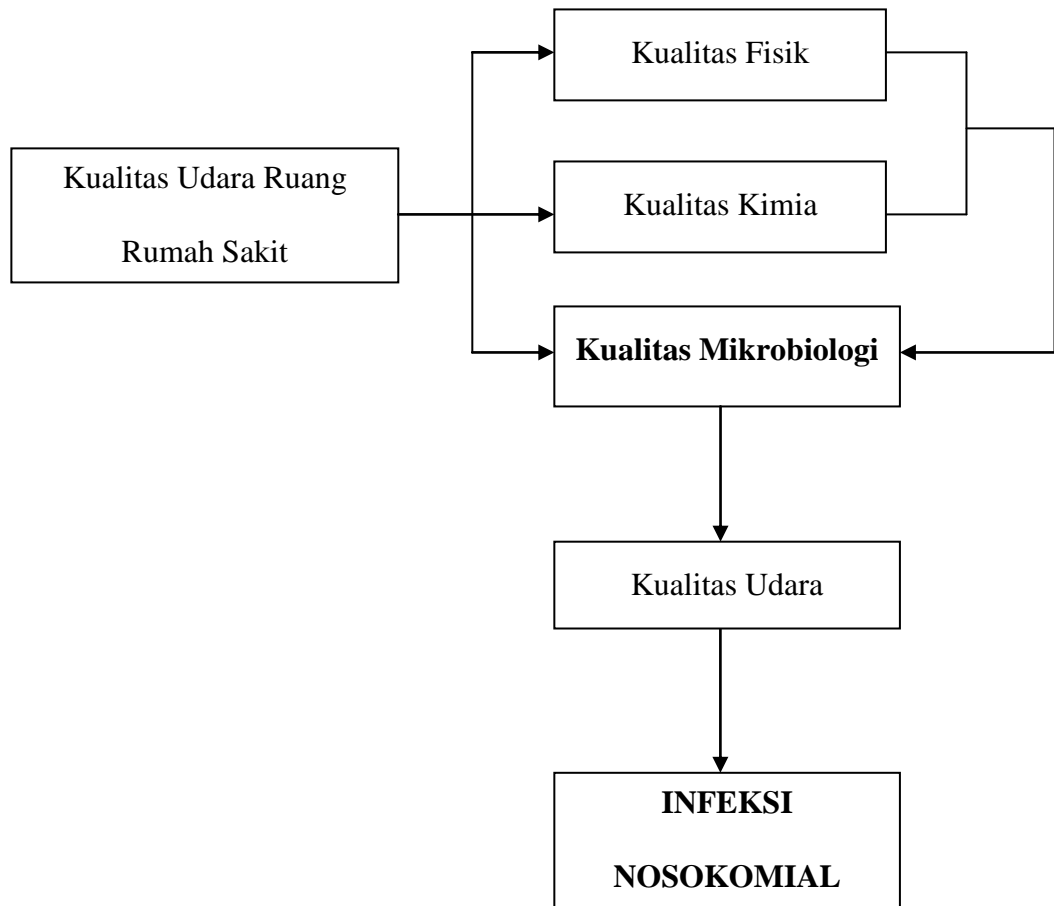 Kualitas Fisik
Kualitas Udara Ruang
Rumah Sakit
Kualitas Kimia
Kualitas Mikrobiologi
Kualitas Udara
INFEKSI
NOSOKOMIAL